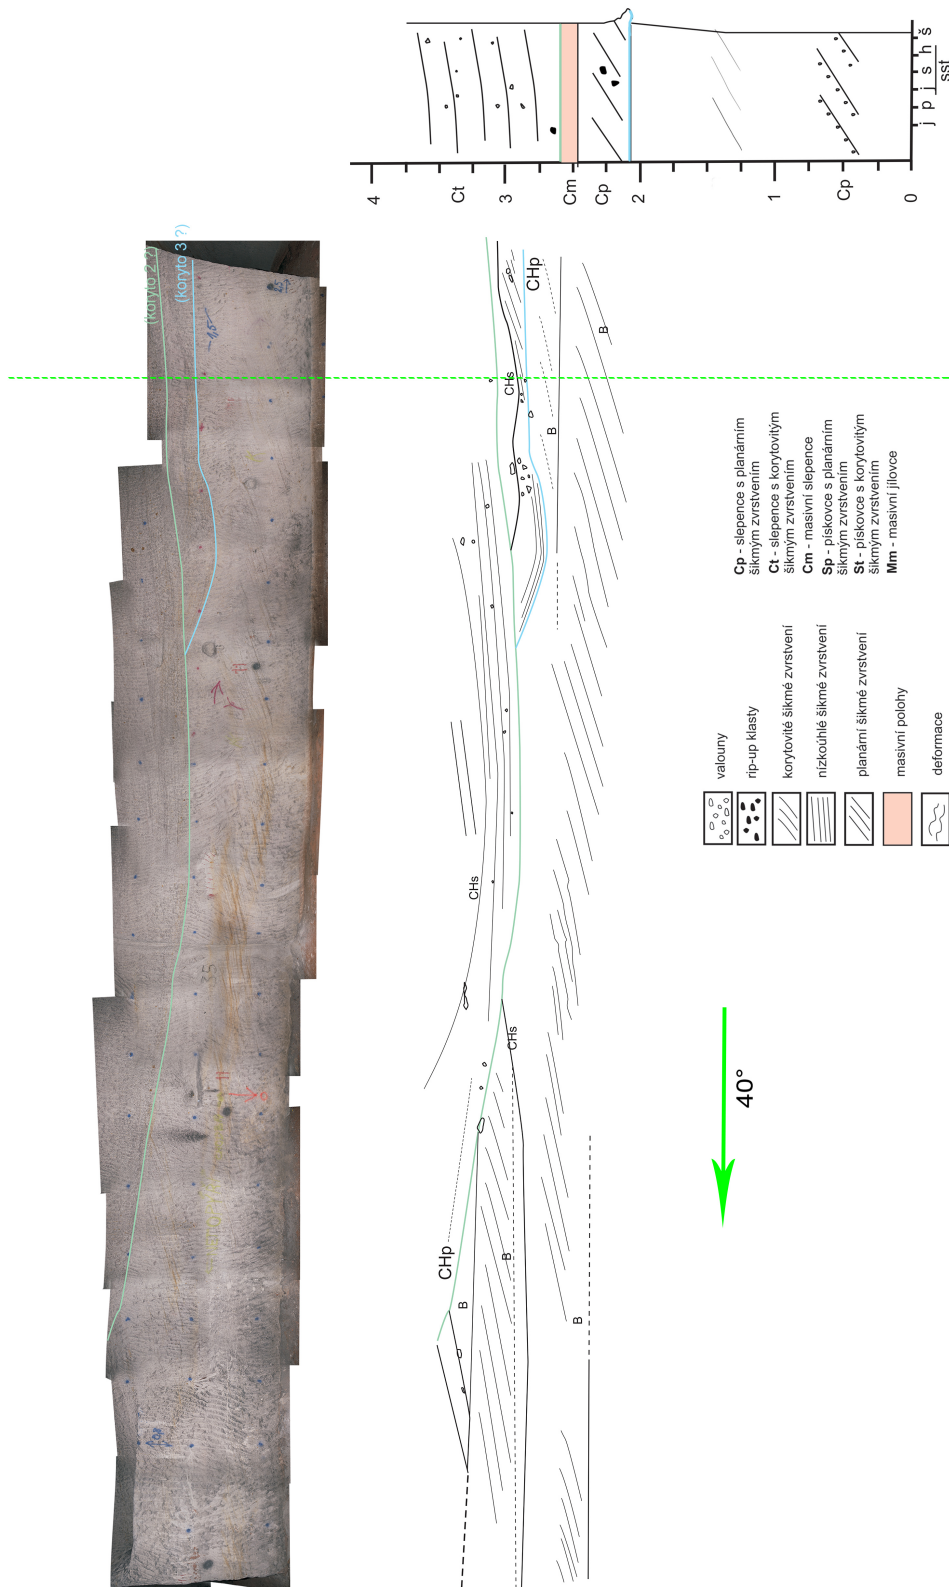 (koryto 2 ?)
(koryto 3 ?)
4
3
2
1
0
Ct
Cm
Cp
Cp
j p j s h š
sst
CHp
CHs
B
B
CHs
CHs
CHp
B
B
B
40°
Cp - slepence s planárním
šikmým zvrstvením
Ct - slepence s korytovitým
šikmým zvrstvením
Cm - masivní slepence
Sp - pískovce s planárním
šikmým zvrstvením
St - pískovce s korytovitým
šikmým zvrstvením
Mm - masivní jílovce
valouny
rip-up klasty
korytovité šikmé zvrstvení
nízkoúhlé šikmé zvrstvení
planární šikmé zvrstvení
masivní polohy
deformace